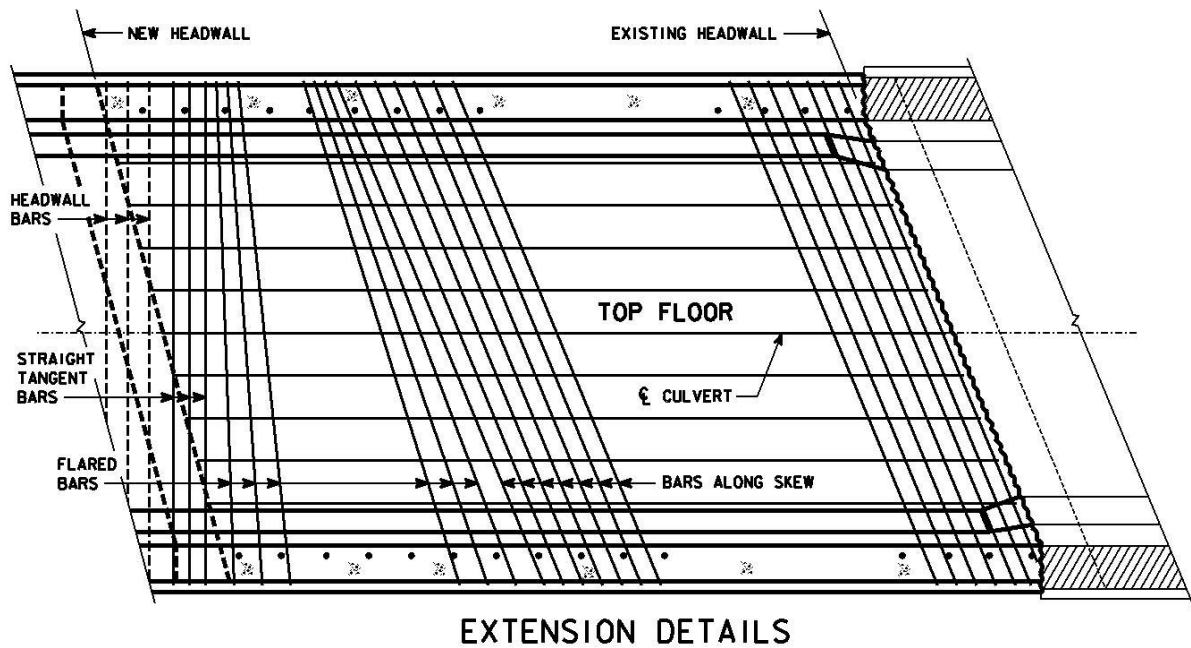 NEW HEADWALL
EXISTING HEADWALL
HEADWALL
BARS
TOP FLOOR
STRAIGHT
TANGENT
BARS
℄ CULVERT
FLARED
BARS
BARS ALONG SKEW
EXTENSION DETAILS